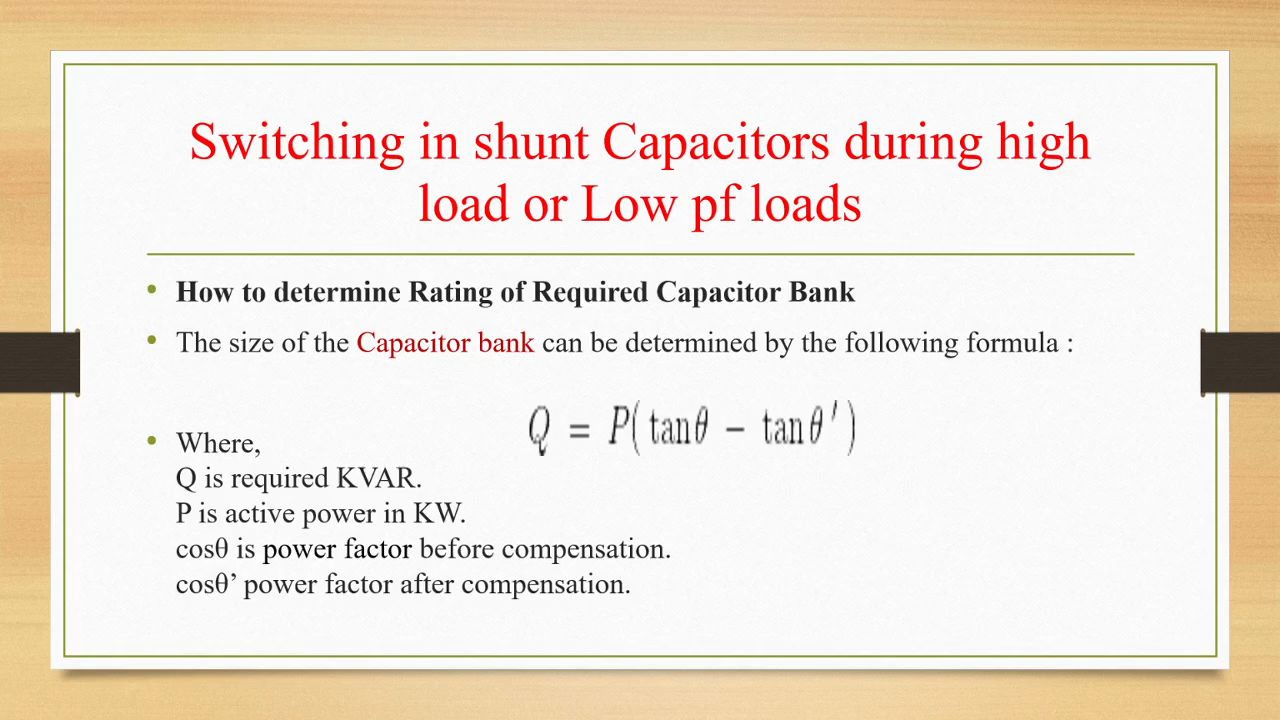 Switching in shunt Capacitors during high
load or Low pf loads
• How to determine Rating of Required Capacitor Bank
• The size of the Capacitor bank can be determined by the following formula :
Q = P(tanθ − tanθ′)
• Where,
Q is required KVAR.
P is active power in KW.
cosθ is power factor before compensation.
cosθ’ power factor after compensation.